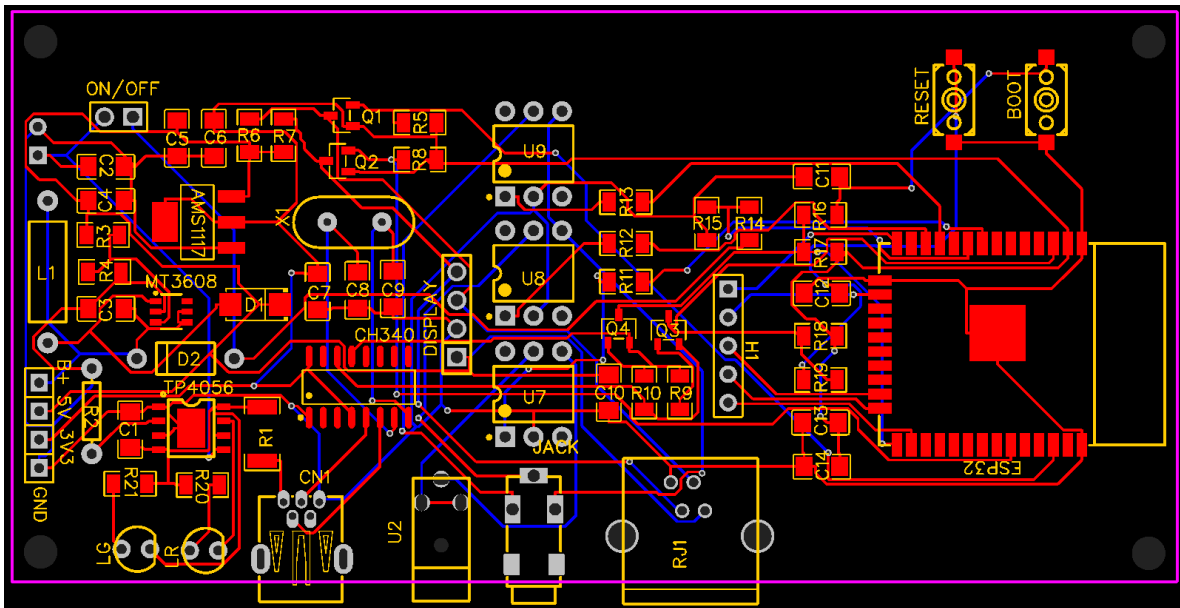 ON/OFF
C5
C6
R6
R7
Q1
R5
Q2
R8
U9
RESET
BOOT
C2
C4
AMS1117
X1
R13
C11
R3
R15
R14
R16
L1
R4
MT3608
R12
R17
U8
R11
C7
C8
C9
C3
D1
C12
CH340
DISPLAY
Q4
Q3
H1
R18
D2
B+
TP4056
5V
R2
3V3
GND
C1
R1
U7
C10
R10
R9
R19
JACK
C13
C14
ESP32
R21
R20
CN1
U2
RJ1
LG
LR